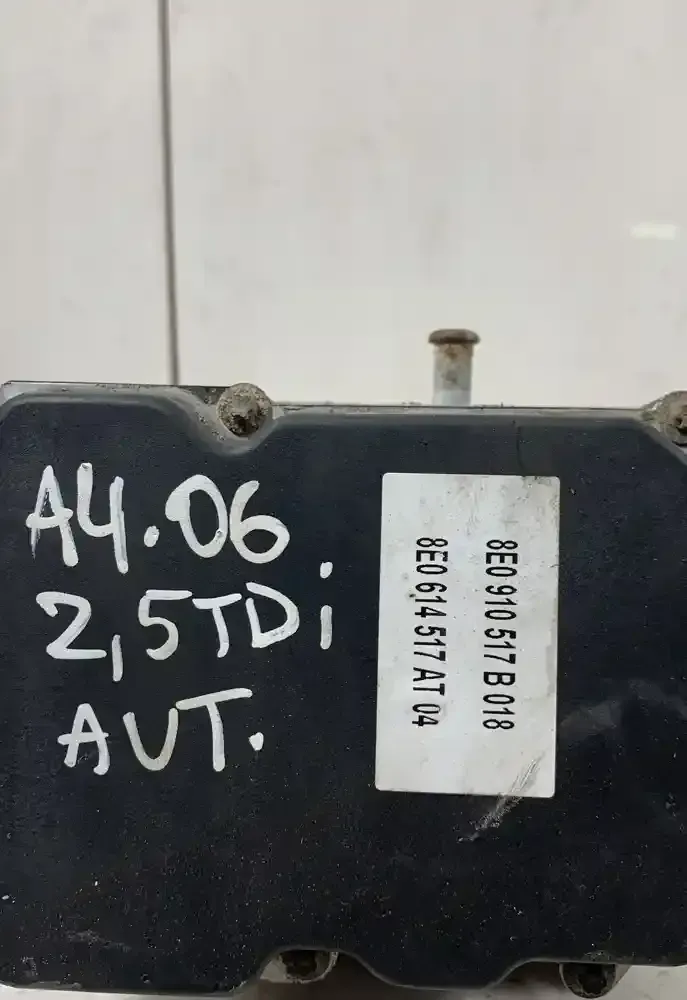 A4.06
2,5TDi
AUT.
8E0 910 517 B 018
8E0 614 517 AT 04